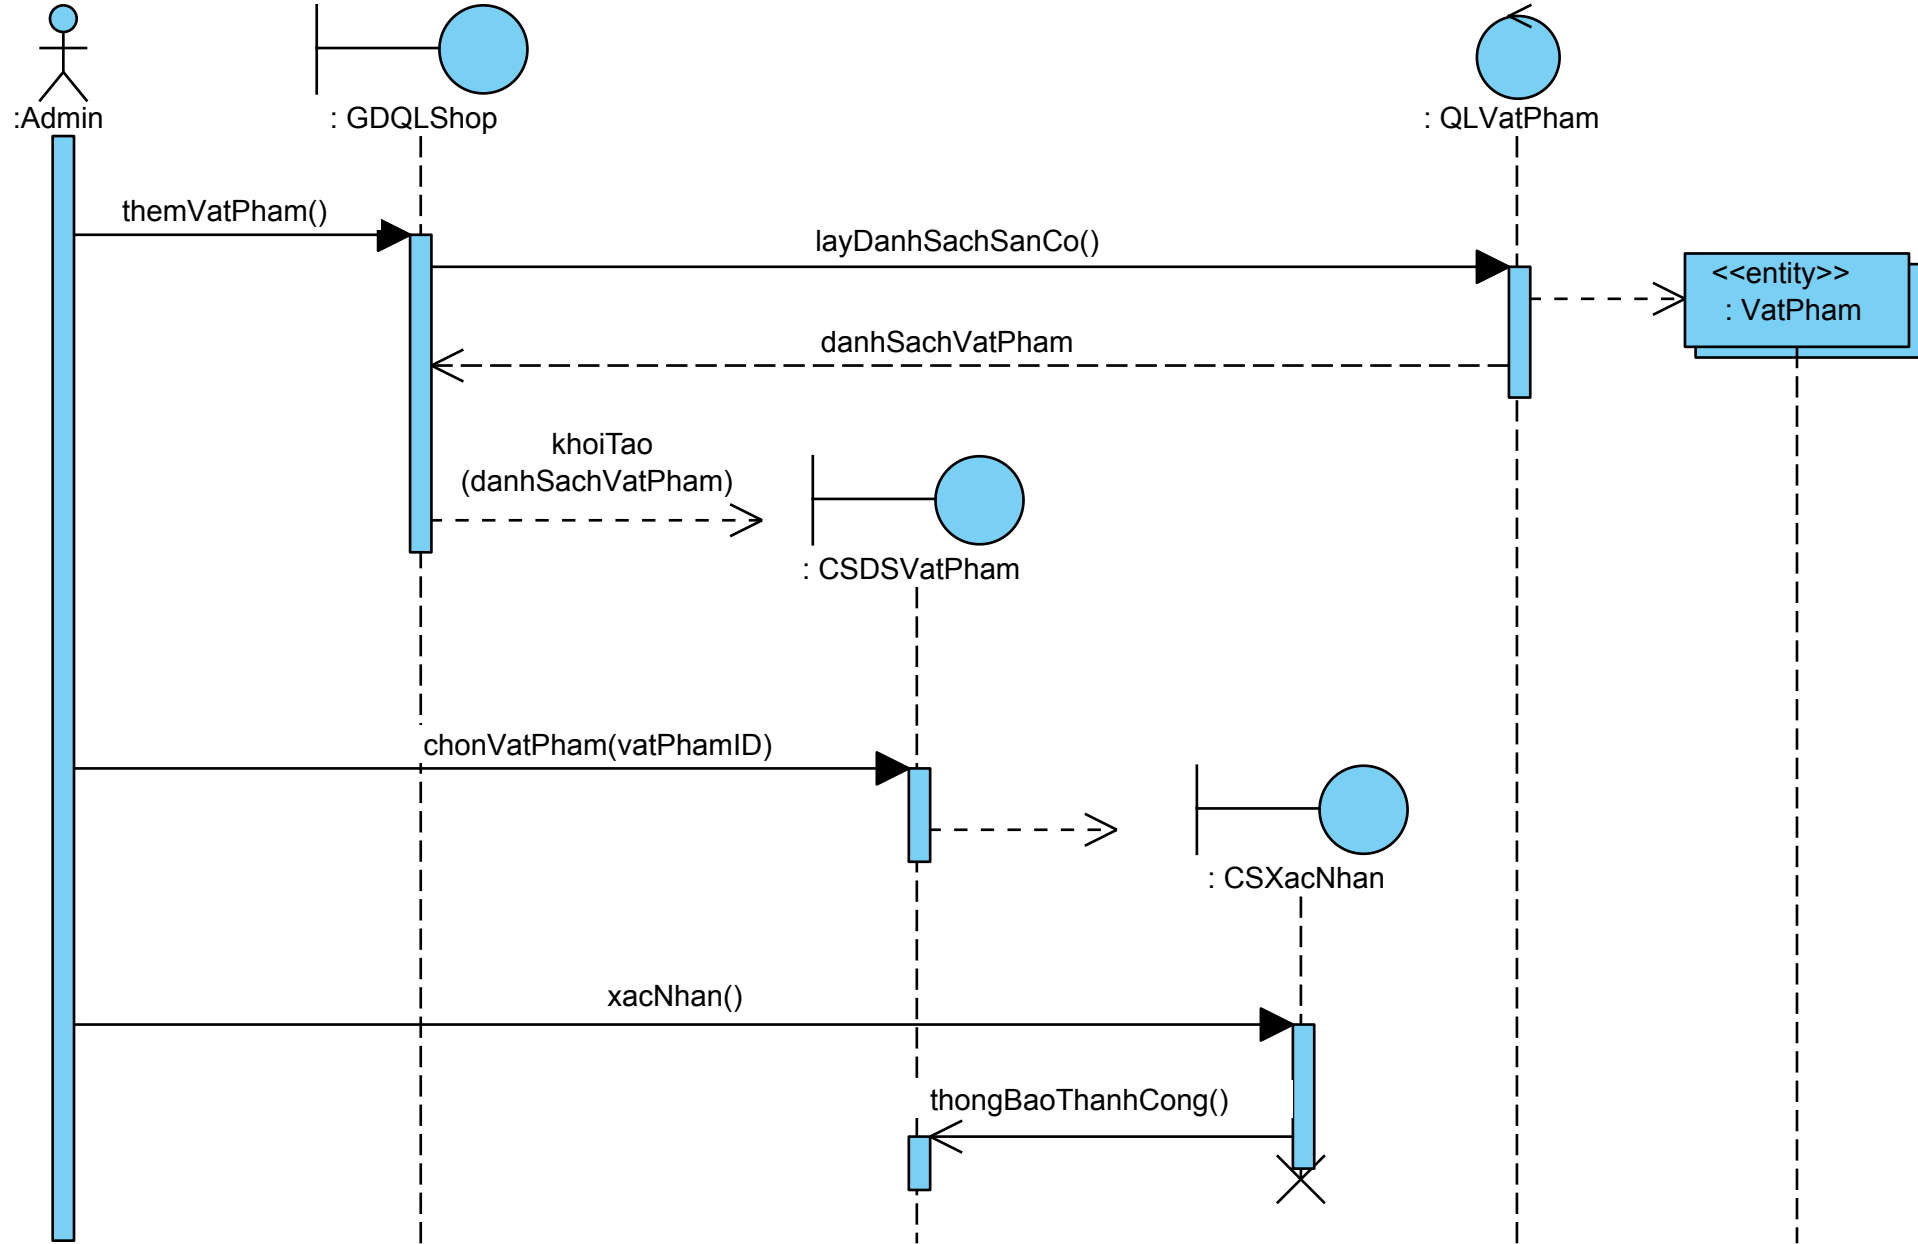 :Admin
: GDQLShop
: QLVatPham
themVatPham()
layDanhSachSanCo()
<<entity>>
: VatPham
danhSachVatPham
khoiTao
(danhSachVatPham)
: CSDSVatPham
chonVatPham(vatPhamID)
: CSXacNhan
xacNhan()
thongBaoThanhCong()